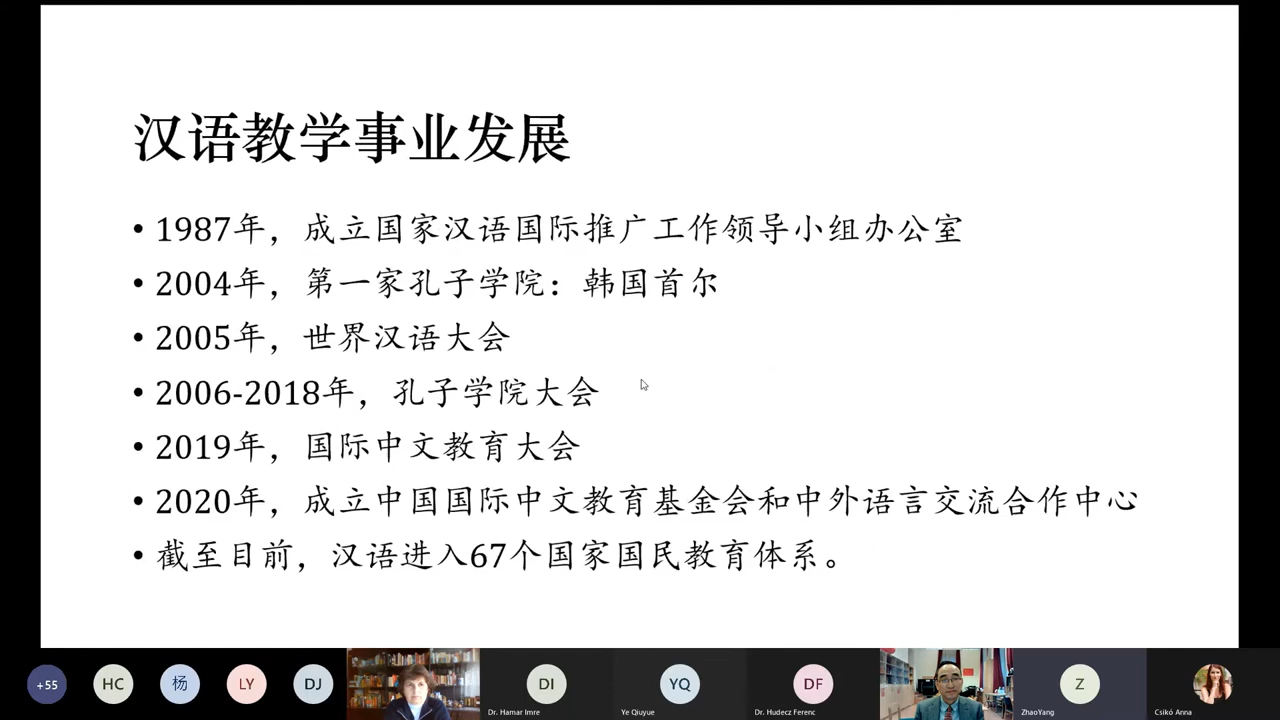 汉语教学事业发展
• 1987年，成立国家汉语国际推广工作领导小组办公室
• 2004年，第一家孔子学院：韩国首尔
• 2005年，世界汉语大会
• 2006-2018年，孔子学院大会
• 2019年，国际中文教育大会
• 2020年，成立中国国际中文教育基金会和中外语言交流合作中心
• 截至目前，汉语进入67个国家国民教育体系。
+55 HC 杨 LY DJ DI YQ DF Z
Dr. Hamar Imre Ye Qiuyue Dr. Hudecz Ferenc ZhaoYang Csikó Anna